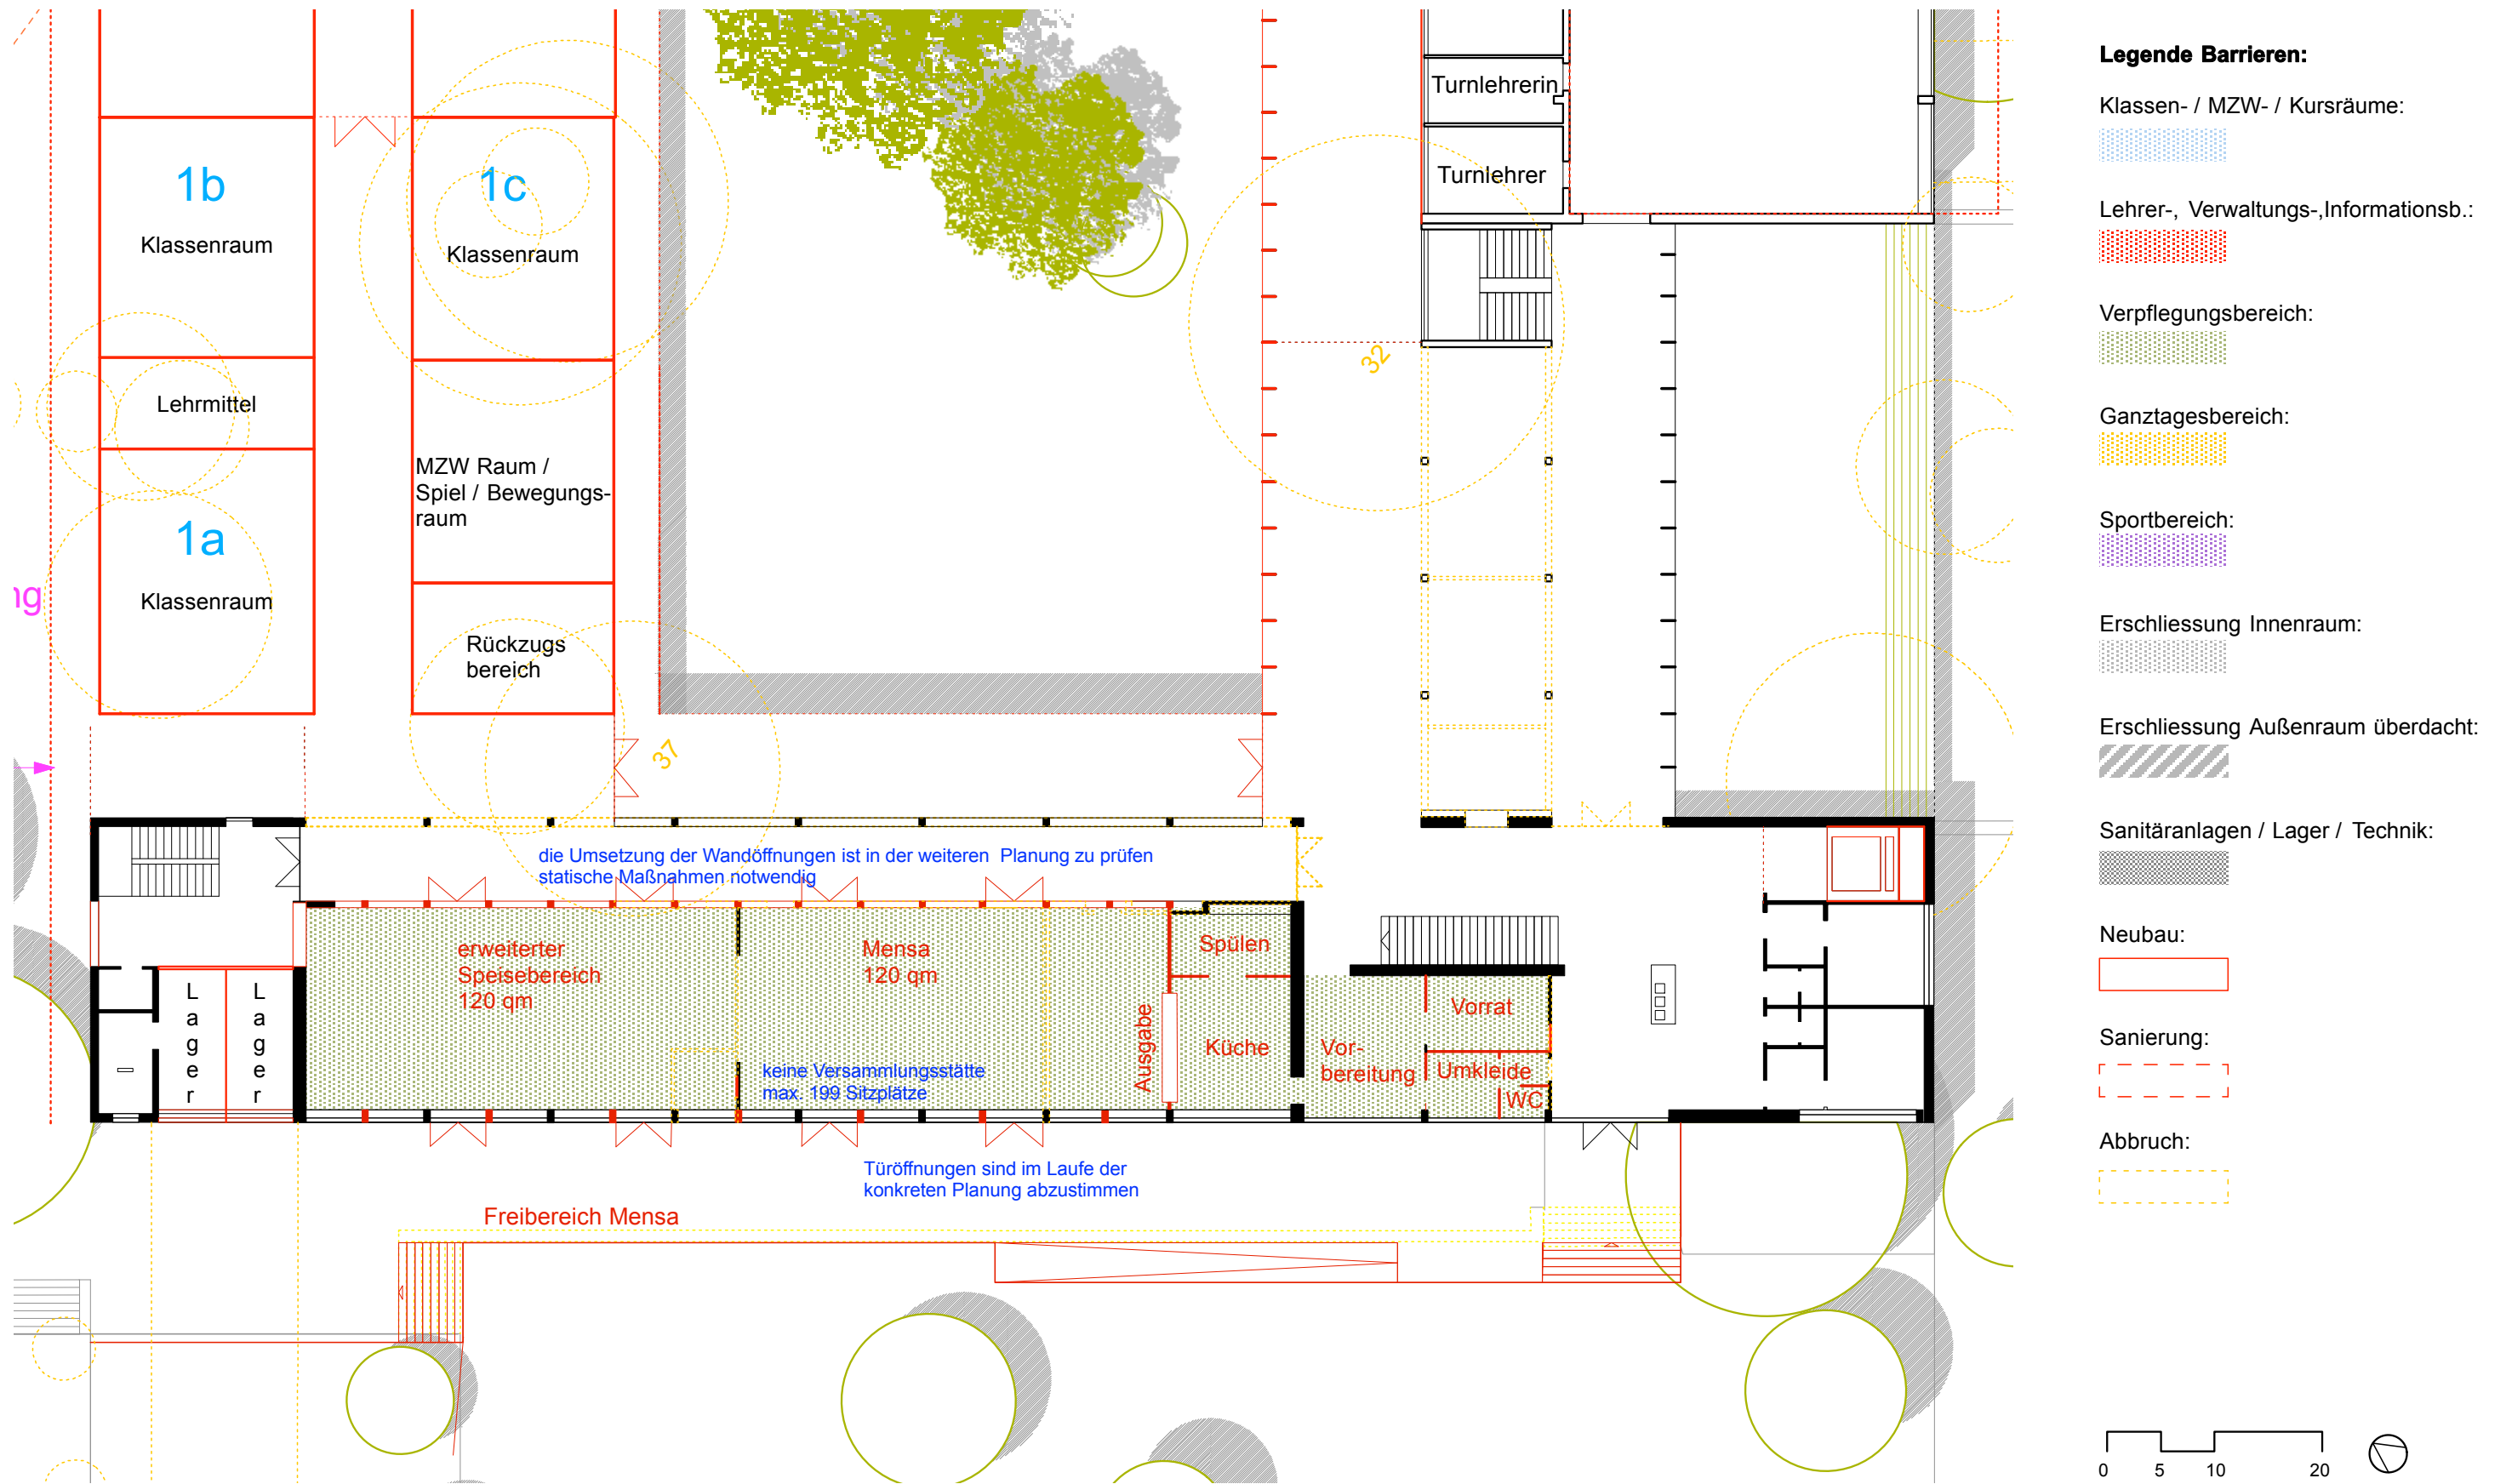 Turnlehrerin
Turnlehrer
1b
Klassenraum
1c
Klassenraum
Lehrmittel
MZW Raum /
Spiel / Bewegungs-
raum
1a
Klassenraum
Rückzugs
bereich
32
37
die Umsetzung der Wandöffnungen ist in der weiteren Planung zu prüfen
statische Maßnahmen notwendig
erweiterter
Speisebereich
120 qm
Mensa
120 qm
Spülen
Lager
Lager
Ausgabe
Küche
Vor-
bereitung
Vorrat
Umkleide
WC
keine Versammlungsstätte
max. 199 Sitzplätze
Türöffnungen sind im Laufe der
konkreten Planung abzustimmen
Freibereich Mensa
Legende Barrieren:
Klassen- / MZW- / Kursräume:
Lehrer-, Verwaltungs-,Informationsb.:
Verpflegungsbereich:
Ganztagesbereich:
Sportbereich:
Erschliessung Innenraum:
Erschliessung Außenraum überdacht:
Sanitäranlagen / Lager / Technik:
Neubau:
Sanierung:
Abbruch:
0 5 10 20